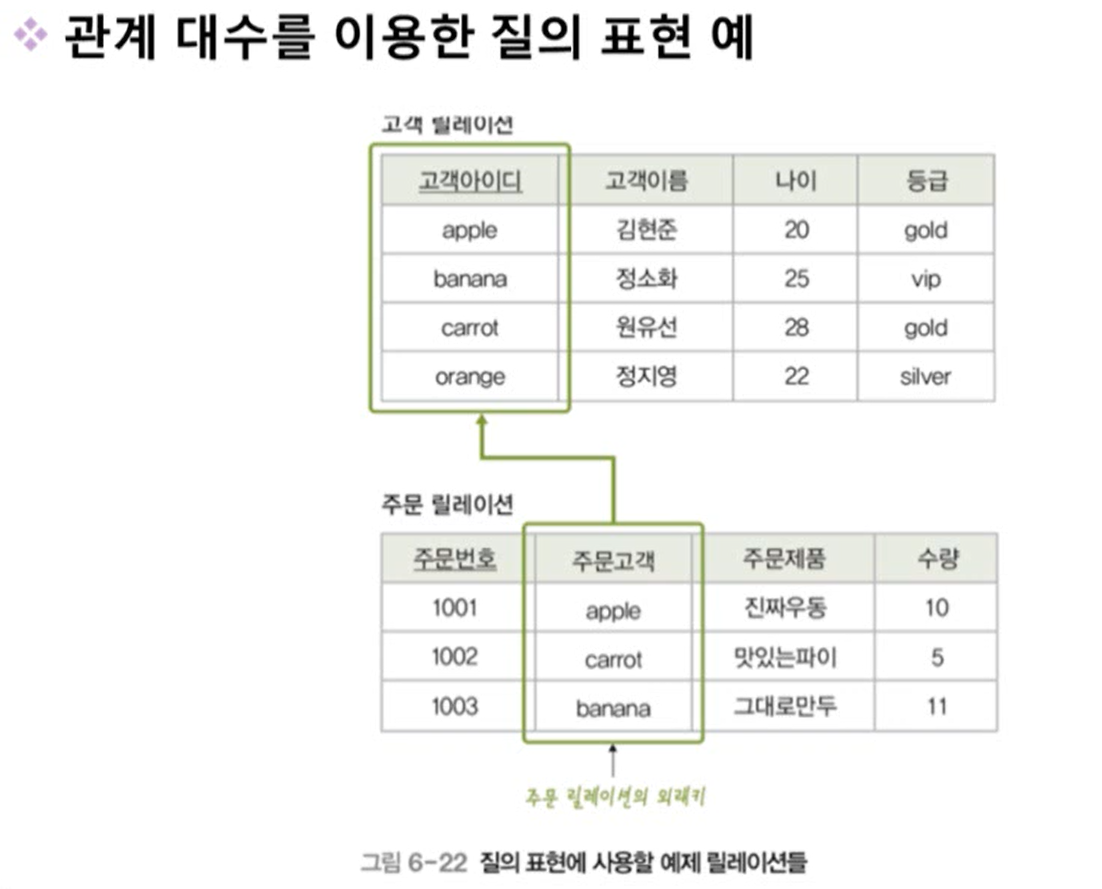 관계 대수를 이용한 질의 표현 예
고객 릴레이션
고객아이디 고객이름 나이 등급
apple 김현준 20 gold
banana 정소화 25 vip
carrot 원유선 28 gold
orange 정지영 22 silver
주문 릴레이션
주문번호 주문고객 주문제품 수량
1001 apple 진짜우동 10
1002 carrot 맛있는파이 5
1003 banana 그대로만두 11
주문 릴레이션의 외래키
그림 6-22 질의 표현에 사용할 예제 릴레이션들